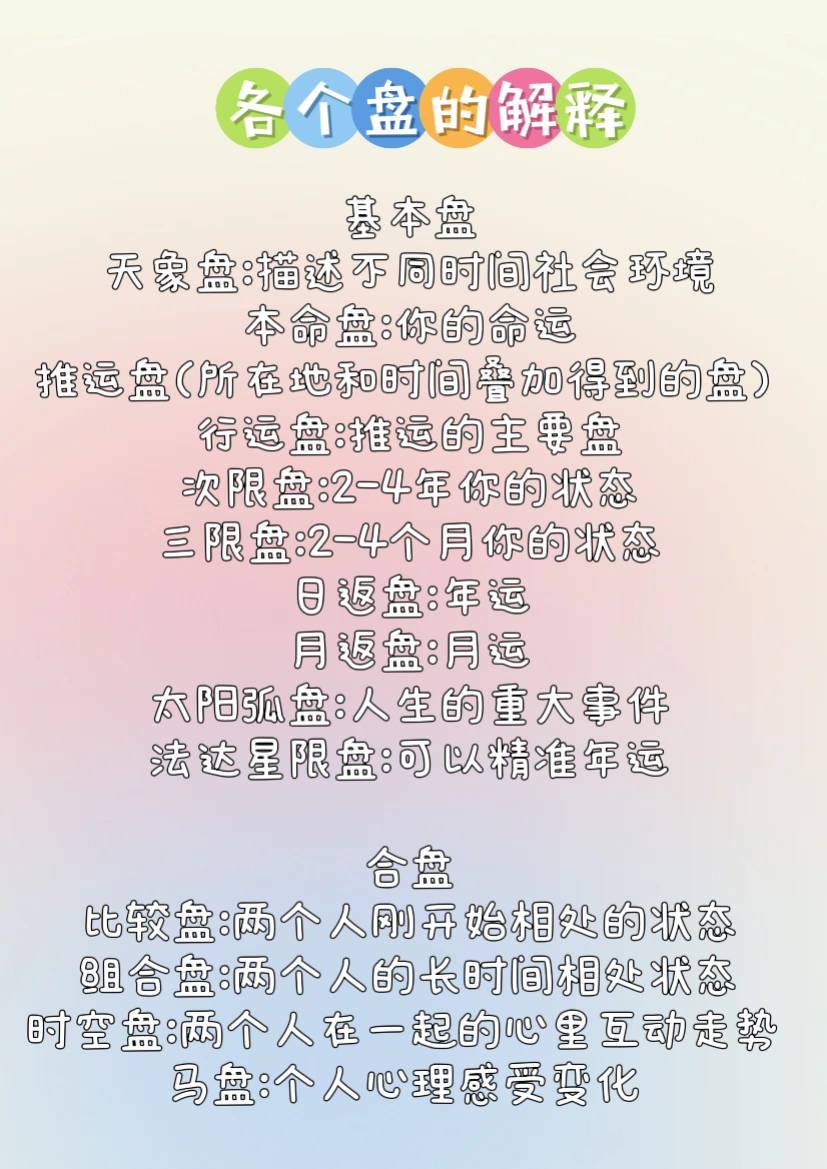 各个盘的解释
基本盘
天象盘:描述不同时间社会环境
本命盘:你的命运
推运盘(所在地和时间叠加得到的盘)
行运盘:推运的主要盘
次限盘:2-4年你的状态
三限盘:2-4个月你的状态
日返盘:年运
月返盘:月运
太阳弧盘:人生的重大事件
法达星限盘:可以精准年运
合盘
比较盘:两个人刚开始相处的状态
组合盘:两个人的长时间相处状态
时空盘:两个人在一起的心里互动走势
马盘:个人心理感受变化